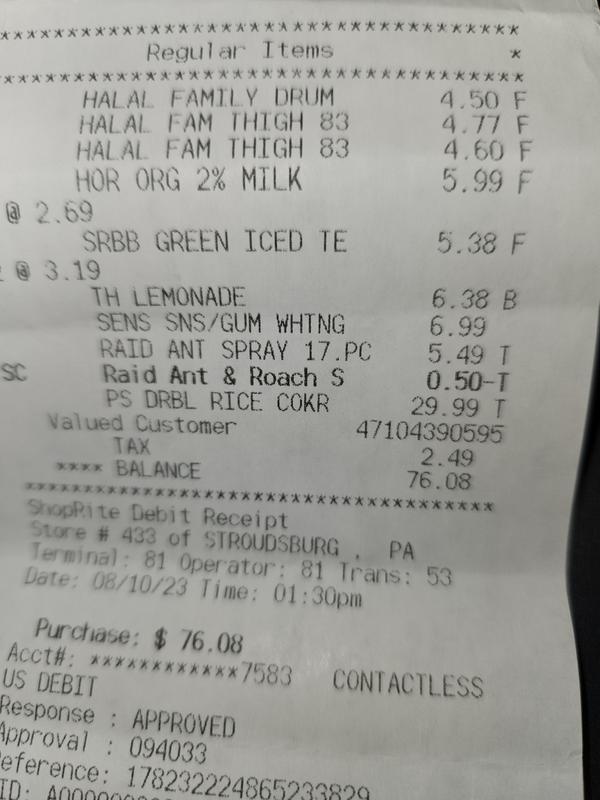 *****************************************
Regular Items *
*****************************************
HALAL FAMILY DRUM 4.50 F
HALAL FAM THIGH 83 4.77 F
HALAL FAM THIGH 83 4.60 F
HOR ORG 2% MILK 5.99 F
@ 2.69
SRBB GREEN ICED TE 5.38 F
@ 3.19
TH LEMONADE 6.38 B
SENS SNS/GUM WHTNG 6.99
RAID ANT SPRAY 17.PC 5.49 T
SC Raid Ant & Roach S 0.50-T
PS DRBL RICE COKR 29.99 T
Valued Customer 47104390595
TAX 2.49
**** BALANCE 76.08
*****************************************
ShopRite Debit Receipt
Store # 433 of STROUDSBURG , PA
Terminal: 81 Operator: 81 Trans: 53
Date: 08/10/23 Time: 01:30pm
Purchase: $ 76.08
Acct#: ************7583 CONTACTLESS
US DEBIT
Response : APPROVED
Approval : 094033
eference: 178232224865233829
ID: